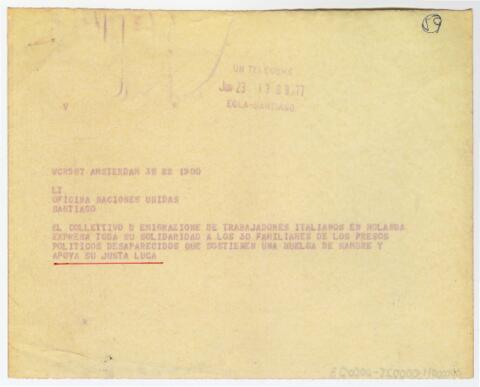 59
UN TELECOMS
Jun 23 17 09 '77
ECLA-SANTIAGO
AMSTERDAM 38 22 1900
LT
OFICINA NACIONES UNIDAS
SANTIAGO
EL COLLETTIVO D EMIGRAZIONE DE TRABAJADORES ITALIANOS EN HOLANDA
EXPRESA TODA SU SOLIDARIDAD A LOS 30 FAMILIARES DE LOS PRESOS
POLITICOS DESAPARECIDOS QUE SOSTIENEN UNA HUELGA DE HAMBRE Y
APOYA SU JUSTA LUCA